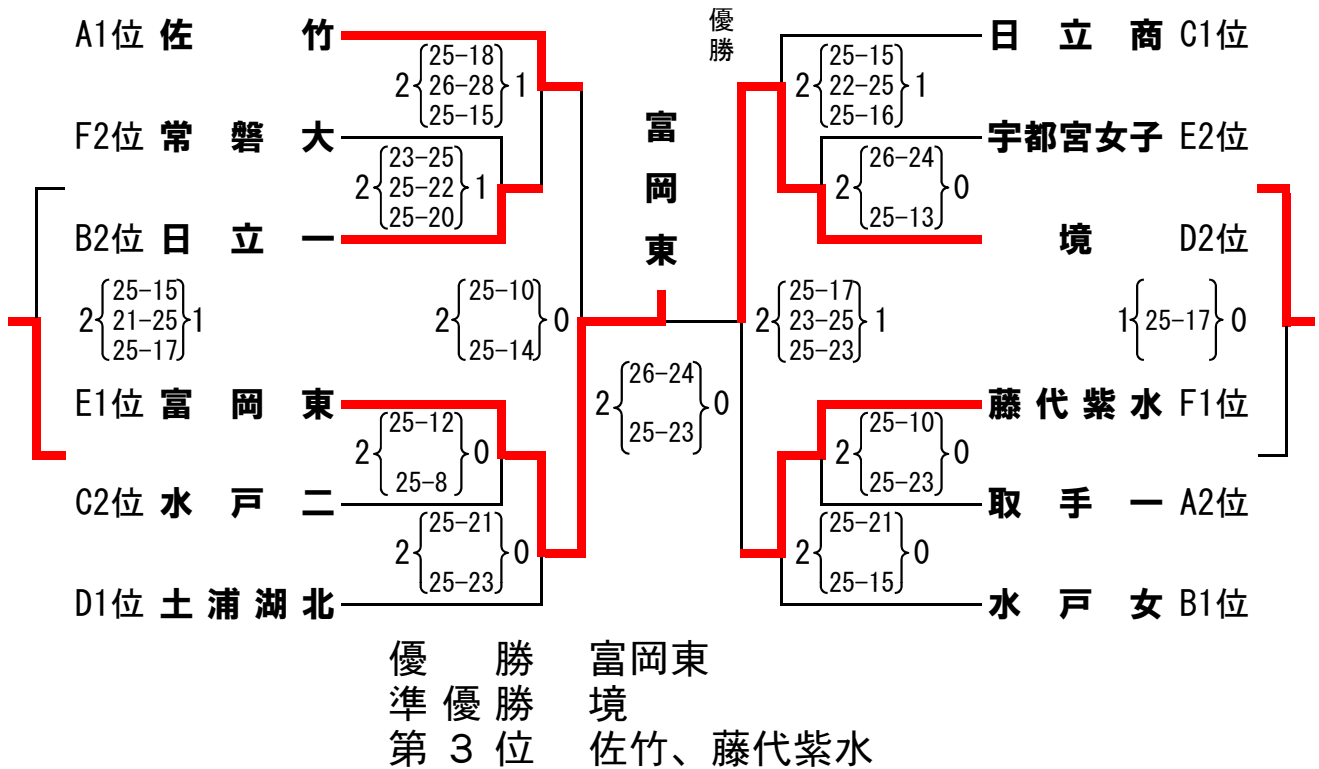 優勝
富岡東
A1位 佐竹
2 25-18 26-28 25-15 1
F2位 常磐大
2 23-25 25-22 25-20 1
B2位 日立一
2 25-15 21-25 25-17 1
2 25-10 25-14 0
E1位 富岡東
2 25-12 25-8 0
C2位 水戸二
2 25-21 25-23 0
D1位 土浦湖北
2 26-24 25-23 0
日立商 C1位
2 25-15 22-25 25-16 1
宇都宮女子 E2位
2 26-24 25-13 0
境 D2位
2 25-17 23-25 25-23 1
1 25-17 0
藤代紫水 F1位
2 25-10 25-23 0
取手一 A2位
2 25-21 25-15 0
水戸女 B1位
優勝 富岡東
準優勝 境
第3位 佐竹、藤代紫水